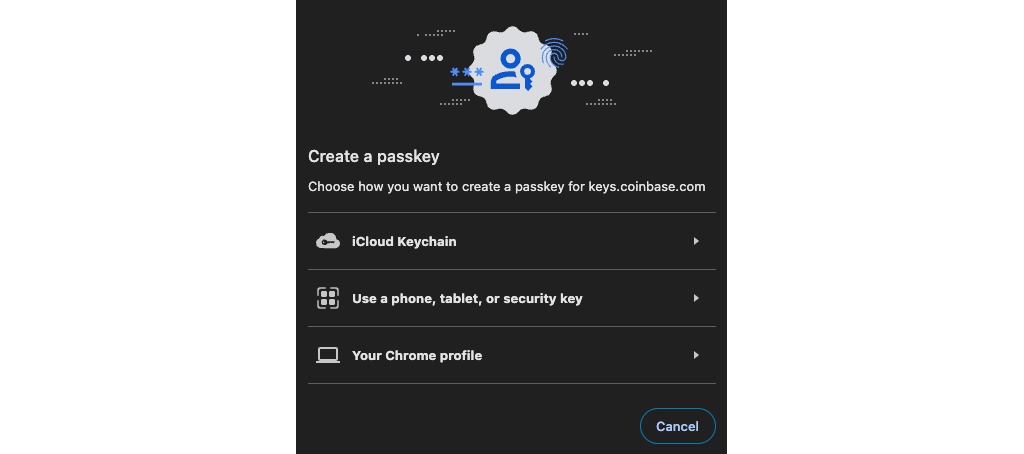 ***
Create a passkey
Choose how you want to create a passkey for keys.coinbase.com
iCloud Keychain
Use a phone, tablet, or security key
Your Chrome profile
Cancel